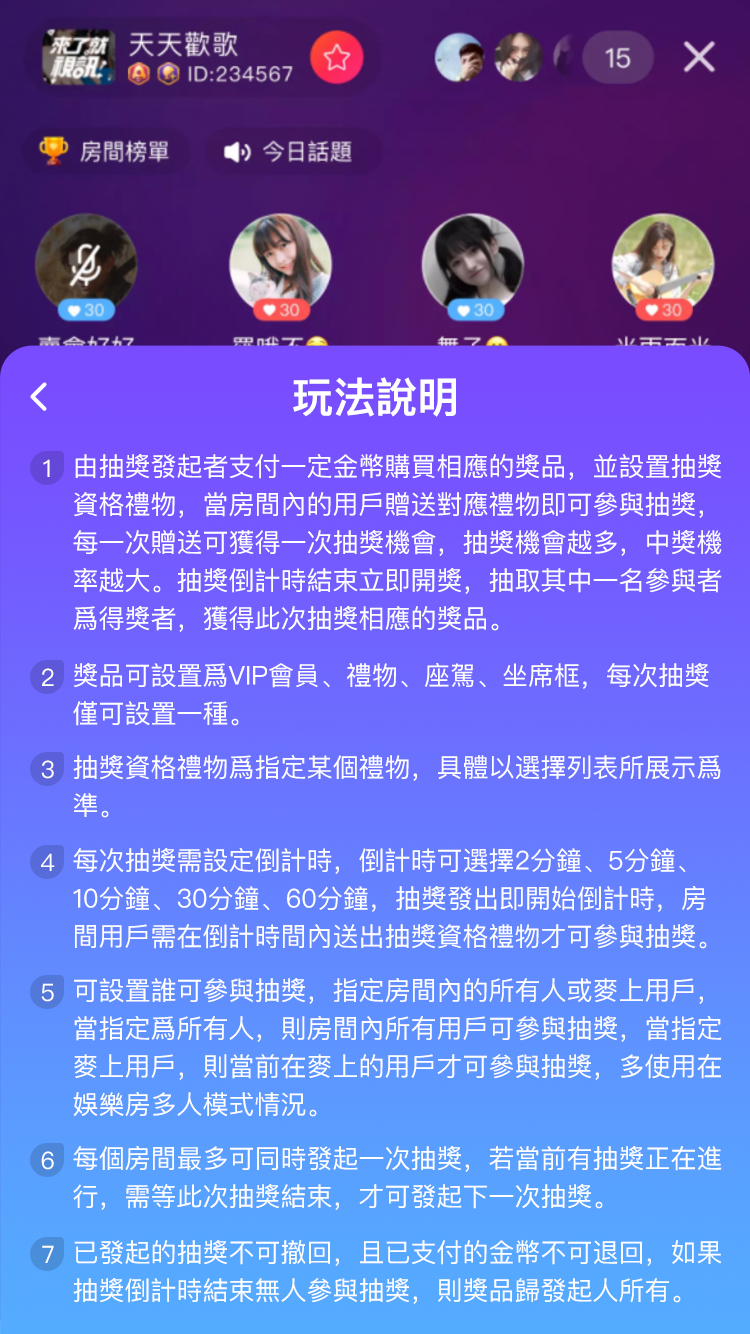 來了就
視訊!
天天歡歌
ID:234567
15
房間榜單
今日話題
30
30
30
30
玩法說明
1 由抽獎發起者支付一定金幣購買相應的獎品，並設置抽獎
資格禮物，當房間內的用戶贈送對應禮物即可參與抽獎，
每一次贈送可獲得一次抽獎機會，抽獎機會越多，中獎機
率越大。抽獎倒計時結束立即開獎，抽取其中一名參與者
爲得獎者，獲得此次抽獎相應的獎品。
2 獎品可設置爲VIP會員、禮物、座駕、坐席框，每次抽獎
僅可設置一種。
3 抽獎資格禮物爲指定某個禮物，具體以選擇列表所展示爲
準。
4 每次抽獎需設定倒計時，倒計時可選擇2分鐘、5分鐘、
10分鐘、30分鐘、60分鐘，抽獎發出即開始倒計時，房
間用戶需在倒計時間內送出抽獎資格禮物才可參與抽獎。
5 可設置誰可參與抽獎，指定房間內的所有人或麥上用戶，
當指定爲所有人，則房間內所有用戶可參與抽獎，當指定
麥上用戶，則當前在麥上的用戶才可參與抽獎，多使用在
娛樂房多人模式情況。
6 每個房間最多可同時發起一次抽獎，若當前有抽獎正在進
行，需等此次抽獎結束，才可發起下一次抽獎。
7 已發起的抽獎不可撤回，且已支付的金幣不可退回，如果
抽獎倒計時結束無人參與抽獎，則獎品歸發起人所有。